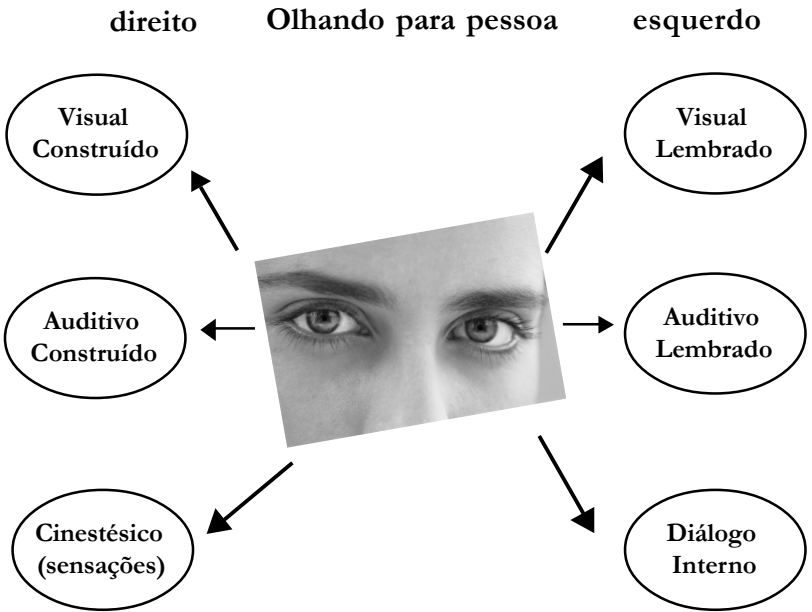 direito Olhando para pessoa esquerdo
Visual
Construído
Visual
Lembrado
Auditivo
Construído
Auditivo
Lembrado
Cinestésico
(sensações)
Diálogo
Interno